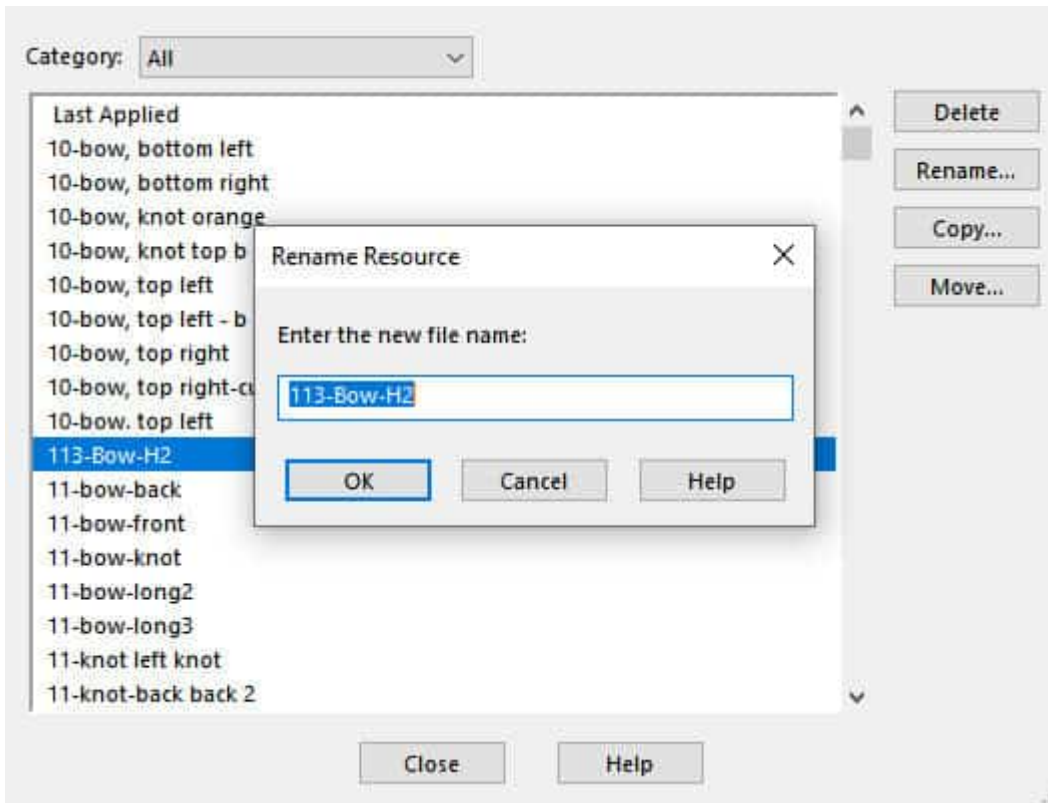 Category: All
Last Applied
10-bow, bottom left
10-bow, bottom right
10-bow, knot orange
10-bow, knot top b
10-bow, top left
10-bow, top left - b
10-bow, top right
10-bow, top right-cu
10-bow. top left
113-Bow-H2
11-bow-back
11-bow-front
11-bow-knot
11-bow-long2
11-bow-long3
11-knot left knot
11-knot-back back 2
Delete
Rename...
Copy...
Move...
Rename Resource
Enter the new file name:
113-Bow-H2
OK Cancel Help
Close Help